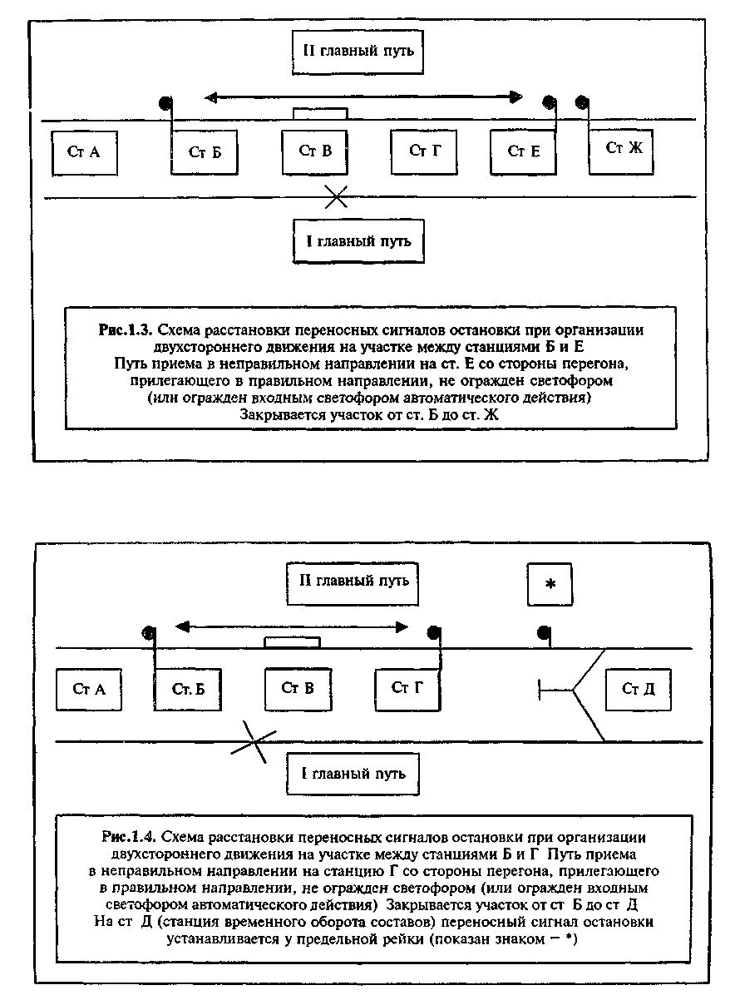 II главный путь
Ст А
Ст Б
Ст В
Ст Г
Ст Е
Ст Ж
I главный путь
Рис.1.3. Схема расстановки переносных сигналов остановки при организации
двухстороннего движения на участке между станциями Б и Е
Путь приема в неправильном направлении на ст. Е со стороны перегона,
прилегающего в правильном направлении, не огражден светофором
(или огражден входным светофором автоматического действия)
Закрывается участок от ст. Б до ст. Ж
II главный путь
*
Ст А
Ст. Б
Ст В
Ст Г
Ст Д
I главный путь
Рис.1.4. Схема расстановки переносных сигналов остановки при организации
двухстороннего движения на участке между станциями Б и Г Путь приема
в неправильном направлении на станцию Г со стороны перегона, прилегающего
в правильном направлении, не огражден светофором (или огражден входным
светофором автоматического действия) Закрывается участок от ст Б до ст Д
На ст Д (станция временного оборота составов) переносный сигнал остановки
устанавливается у предельной рейки (показан знаком – *)